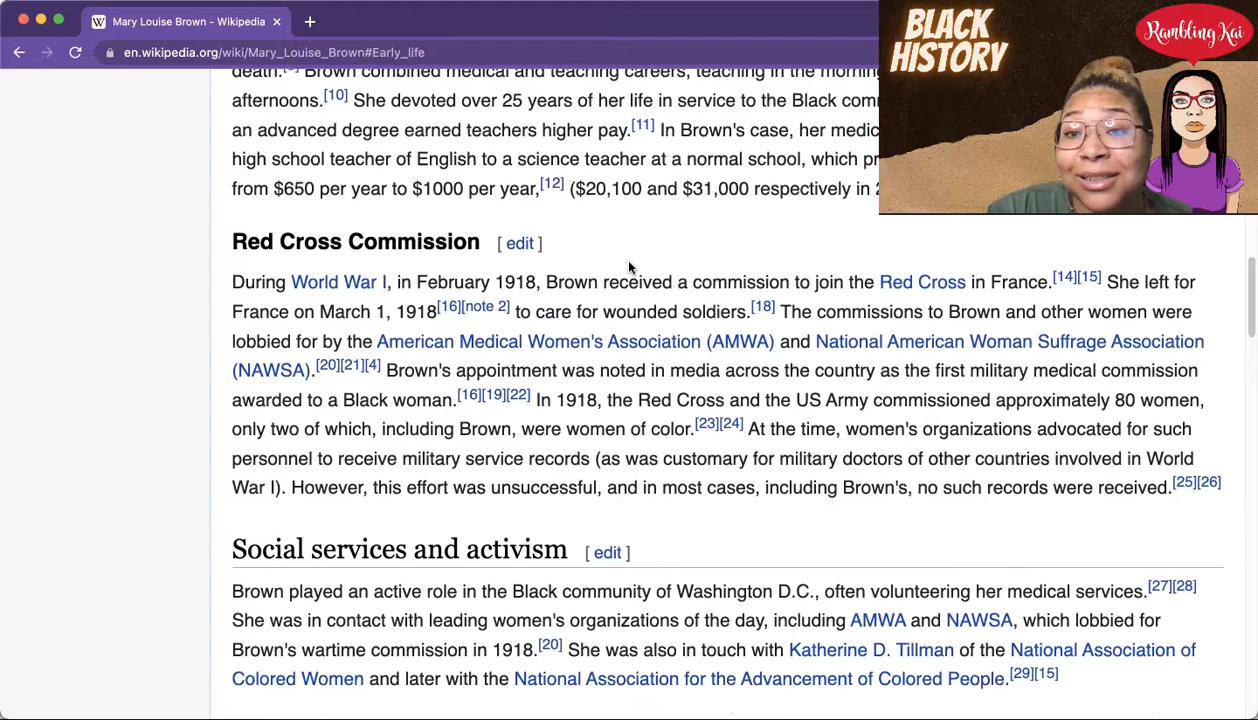 Mary Louise Brown - Wikipedia
en.wikipedia.org/wiki/Mary_Louise_Brown#Early_life
BLACK
HISTORY
Rambling Kai
death. Brown combined medical and teaching careers, teaching in the morning
afternoons.[10] She devoted over 25 years of her life in service to the Black com
an advanced degree earned teachers higher pay.[11] In Brown's case, her medic
high school teacher of English to a science teacher at a normal school, which pr
from $650 per year to $1000 per year,[12] ($20,100 and $31,000 respectively in 2
Red Cross Commission [ edit ]
During World War I, in February 1918, Brown received a commission to join the Red Cross in France.[14][15] She left for
France on March 1, 1918[16][note 2] to care for wounded soldiers.[18] The commissions to Brown and other women were
lobbied for by the American Medical Women's Association (AMWA) and National American Woman Suffrage Association
(NAWSA).[20][21][4] Brown's appointment was noted in media across the country as the first military medical commission
awarded to a Black woman.[16][19][22] In 1918, the Red Cross and the US Army commissioned approximately 80 women,
only two of which, including Brown, were women of color.[23][24] At the time, women's organizations advocated for such
personnel to receive military service records (as was customary for military doctors of other countries involved in World
War I). However, this effort was unsuccessful, and in most cases, including Brown's, no such records were received.[25][26]
Social services and activism [ edit ]
Brown played an active role in the Black community of Washington D.C., often volunteering her medical services.[27][28]
She was in contact with leading women's organizations of the day, including AMWA and NAWSA, which lobbied for
Brown's wartime commission in 1918.[20] She was also in touch with Katherine D. Tillman of the National Association of
Colored Women and later with the National Association for the Advancement of Colored People.[29][15]